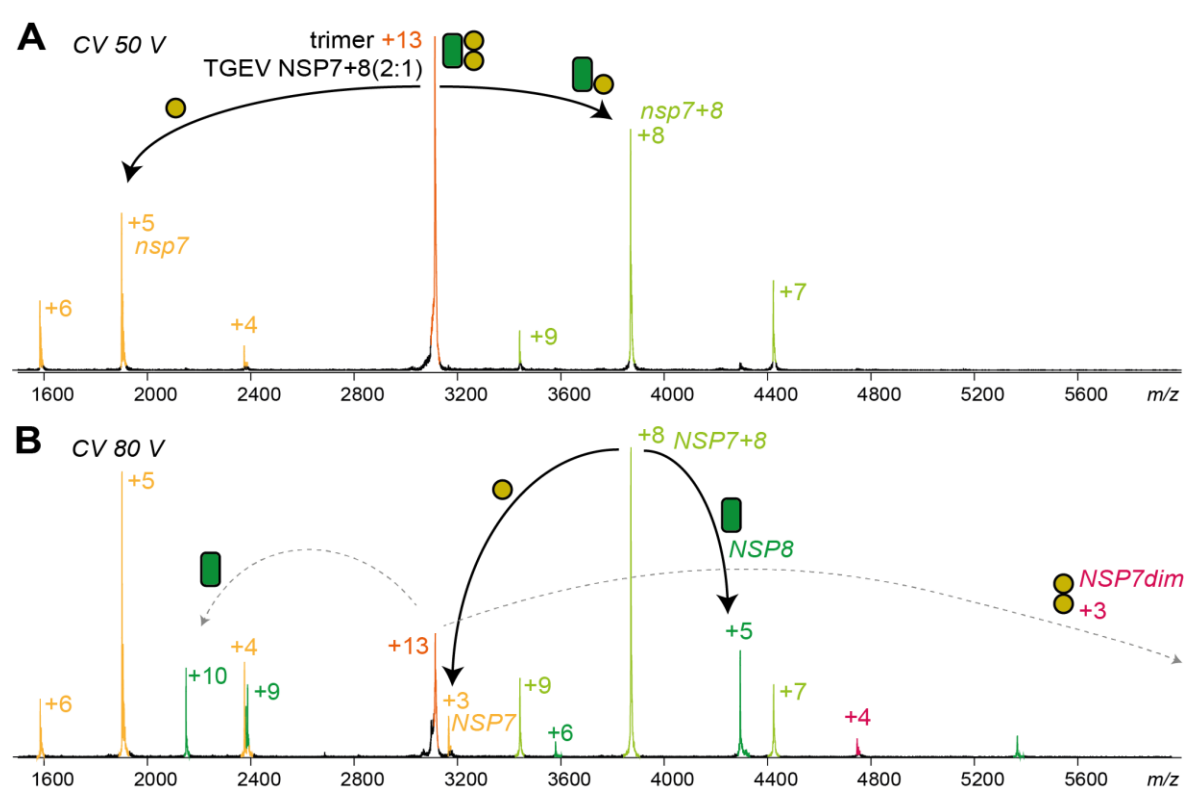 A
CV 50 V
trimer +13
TGEV NSP7+8(2:1)
nsp7+8
+8
+5
nsp7
+6
+4
+9
+7
1600 2000 2400 2800 3200 3600 4000 4400 4800 5200 5600 m/z
B
CV 80 V
+8 NSP7+8
+5
NSP8
NSP7dim
+3
+5
+4
+13
+10
+9
+3
NSP7
+9
+7
+6
+6
+4
1600 2000 2400 2800 3200 3600 4000 4400 4800 5200 5600 m/z